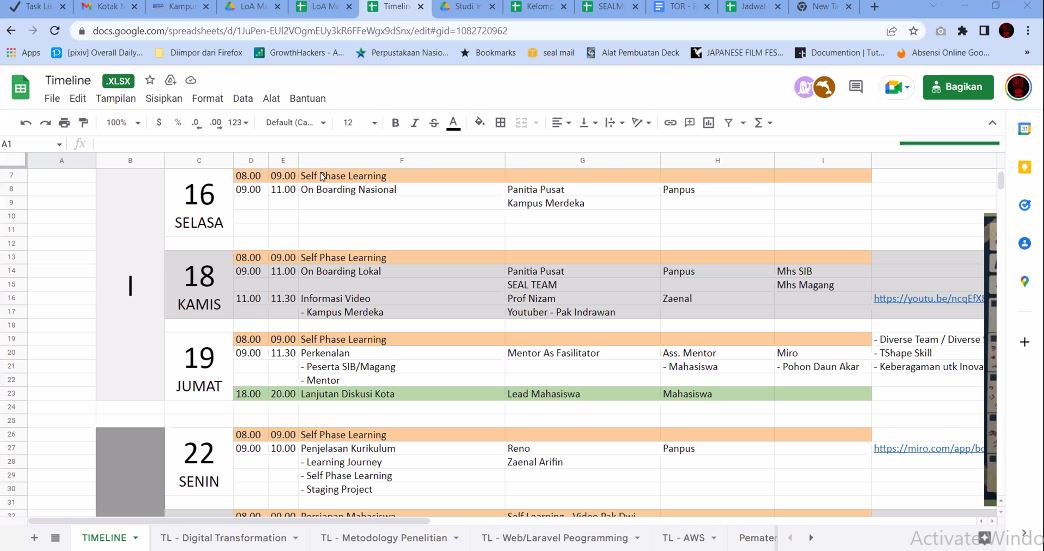 Task Li
Kotak M
Kampu
LoA M
LoA M
Timelin
Studi in
Kelomp
SEALM
TOR - F
Jadwal
New Ta
docs.google.com/spreadsheets/d/1JuPen-EUI2VOgmEUy3kR6FFeWgx9dSnx/edit#gid=1082720962
Apps
[pixiv] Overall Daily...
Diimpor dari Firefox
GrowthHackers - A...
Perpustakaan Nasio...
Bookmarks
seal mail
Alat Pembuatan Deck
JAPANESE FILM FES...
Documention | Tut...
Absensi Online Goo...
Timeline .XLSX
File Edit Tampilan Sisipkan Format Data Alat Bantuan
Bagikan
100% $ % .0 .00 123 Default (Ca... 12 B I S A
A1 fx
A B C D E F G H I
7 08.00 09.00 Self Phase Learning
8 16 09.00 11.00 On Boarding Nasional Panitia Pusat Panpus
9 Kampus Merdeka
10 SELASA
11
12
13 08.00 09.00 Self Phase Learning
14 I 18 09.00 11.00 On Boarding Lokal Panitia Pusat Panpus Mhs SIB
15 SEAL TEAM Mhs Magang
16 KAMIS 11.00 11.30 Informasi Video Prof Nizam Zaenal https://youtu.be/ncqEfX
17 - Kampus Merdeka Youtuber - Pak Indrawan
18
19 08.00 09.00 Self Phase Learning - Diverse Team / Diverse
20 19 09.00 11.30 Perkenalan Mentor As Fasilitator Ass. Mentor Miro - TShape Skill
21 - Peserta SIB/Magang - Mahasiswa - Pohon Daun Akar - Keberagaman utk Inova
22 JUMAT - Mentor
23 18.00 20.00 Lanjutan Diskusi Kota Lead Mahasiswa Mahasiswa
24
25
26 08.00 09.00 Self Phase Learning
27 09.00 10.00 Penjelasan Kurikulum Reno Panpus https://miro.com/app/bo
28 22 - Learning Journey Zaenal Arifin
29 - Self Phase Learning
30 SENIN - Staging Project
31
32 08.00 09.00 Persiapan Mahasiswa Self Learning - Video Pak Dwi
TIMELINE
TL - Digital Transformation
TL - Metodology Penelitian
TL - Web/Laravel Peograming
TL - AWS
Pemater
Activate Windo